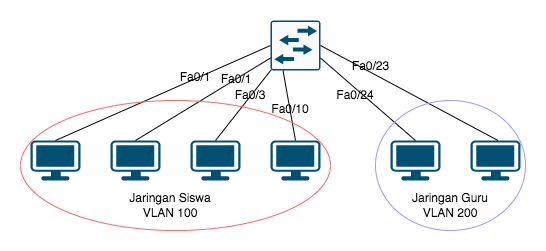 Fa0/23
Fa0/1
Fa0/1
Fa0/3
Fa0/24
Fa0/10
Jaringan Siswa
VLAN 100
Jaringan Guru
VLAN 200